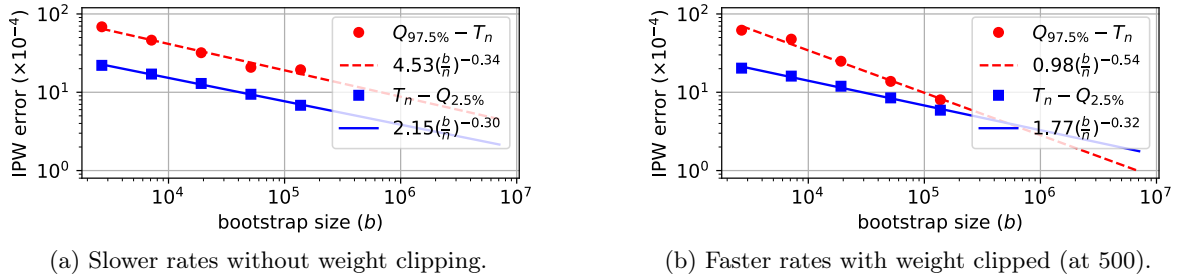 IPW error (×10⁻⁴)
10²
10¹
10⁰
Q₉₇.₅% − Tₙ
4.53(b/n)⁻⁰·³⁴
Tₙ − Q₂.₅%
2.15(b/n)⁻⁰·³⁰
10⁴ 10⁵ 10⁶ 10⁷
bootstrap size (b)
(a) Slower rates without weight clipping.
IPW error (×10⁻⁴)
10²
10¹
10⁰
Q₉₇.₅% − Tₙ
0.98(b/n)⁻⁰·⁵⁴
Tₙ − Q₂.₅%
1.77(b/n)⁻⁰·³²
10⁴ 10⁵ 10⁶ 10⁷
bootstrap size (b)
(b) Faster rates with weight clipped (at 500).